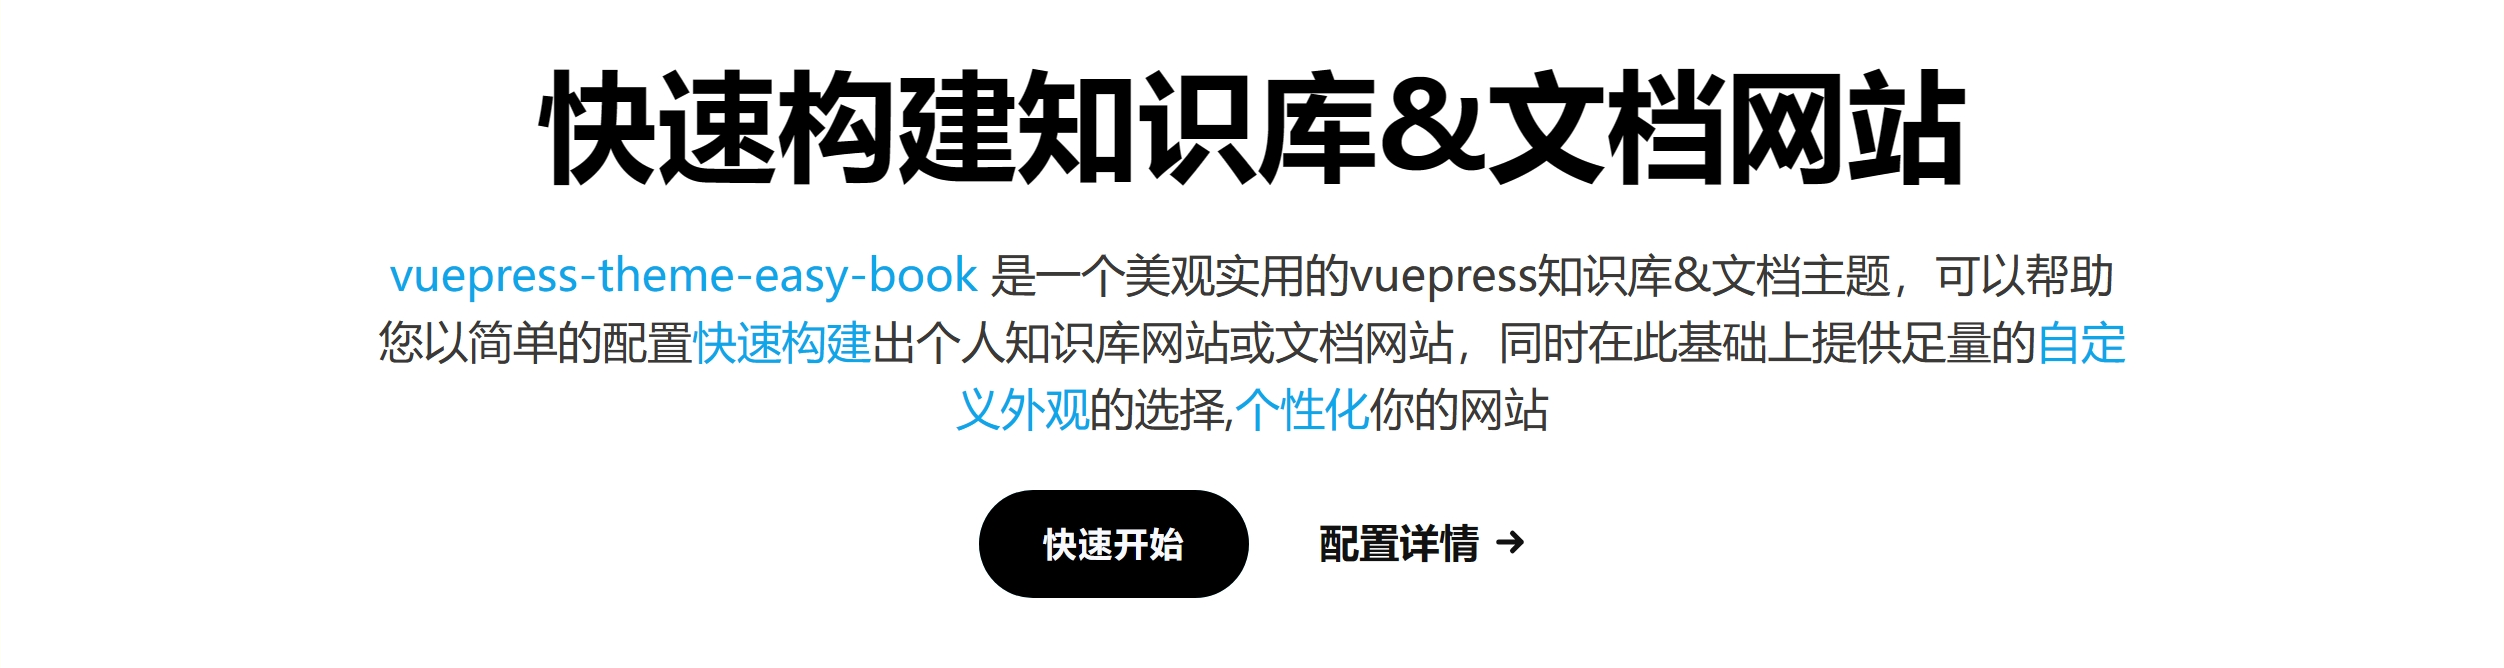 快速构建知识库&文档网站
vuepress-theme-easy-book 是一个美观实用的vuepress知识库&文档主题，可以帮助
您以简单的配置快速构建出个人知识库网站或文档网站，同时在此基础上提供足量的自定
义外观的选择,个性化你的网站
快速开始
配置详情 →